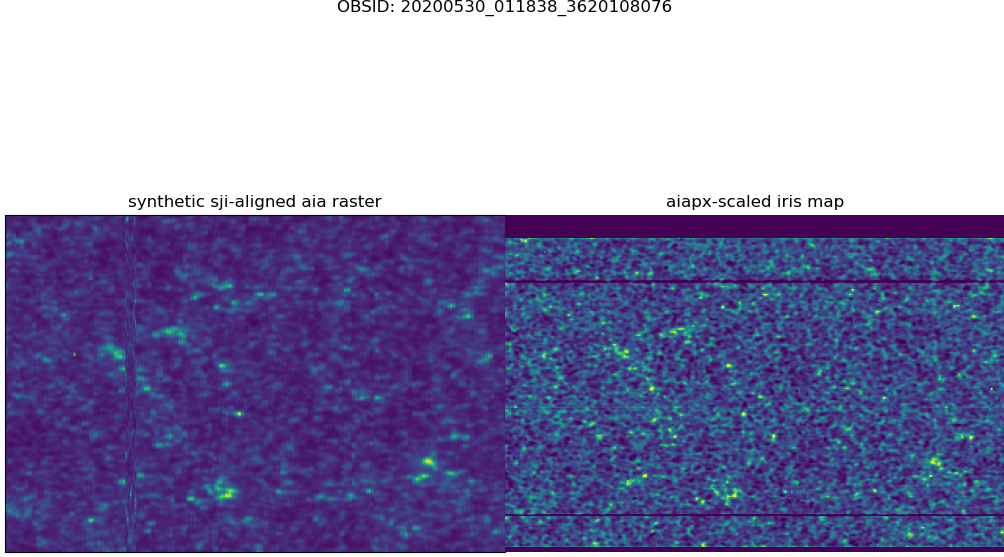 OBSID: 20200530_011838_3620108076
synthetic sji-aligned aia raster
aiapx-scaled iris map